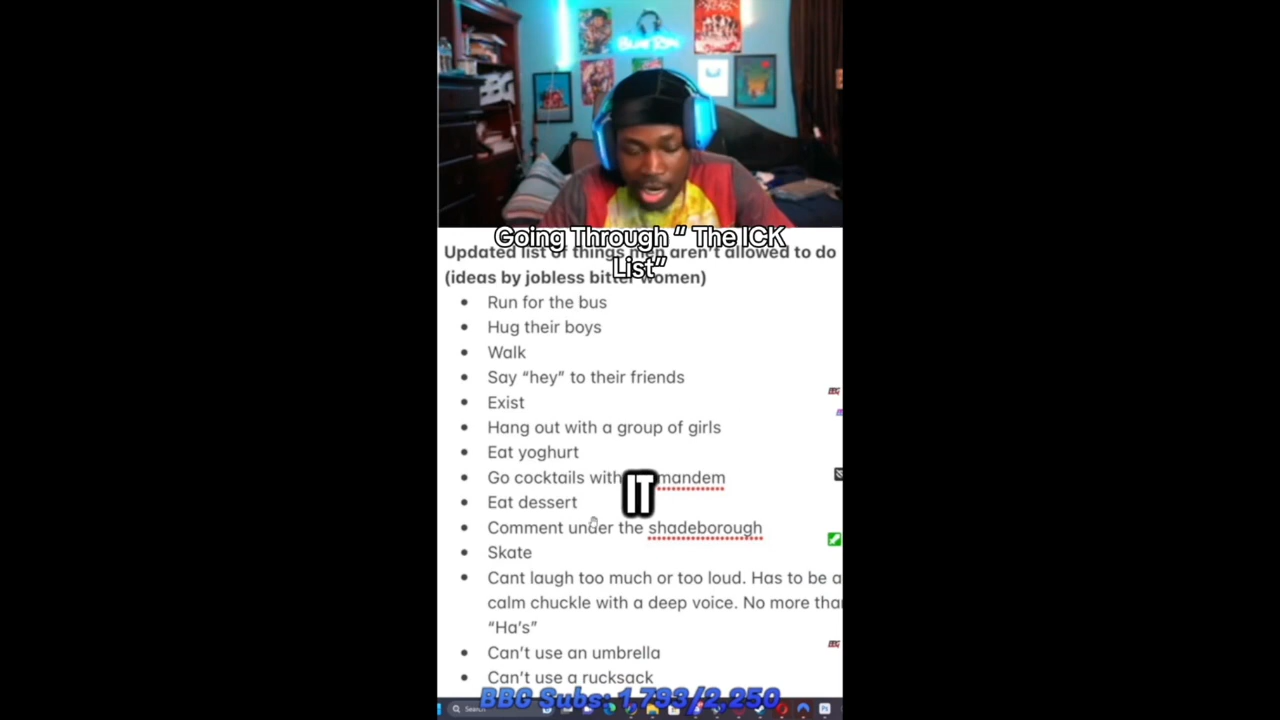 Going Through “ The ICK
List”
Updated list of things men aren’t allowed to do
(ideas by jobless bitter women)
• Run for the bus
• Hug their boys
• Walk
• Say “hey” to their friends
• Exist
• Hang out with a group of girls
• Eat yoghurt
• Go cocktails with mandem
IT
• Eat dessert
• Comment under the shadeborough
• Skate
• Cant laugh too much or too loud. Has to be a
calm chuckle with a deep voice. No more than
“Ha’s”
• Can’t use an umbrella
• Can’t use a rucksack
BBG Subs: 1,793/2,250
Search